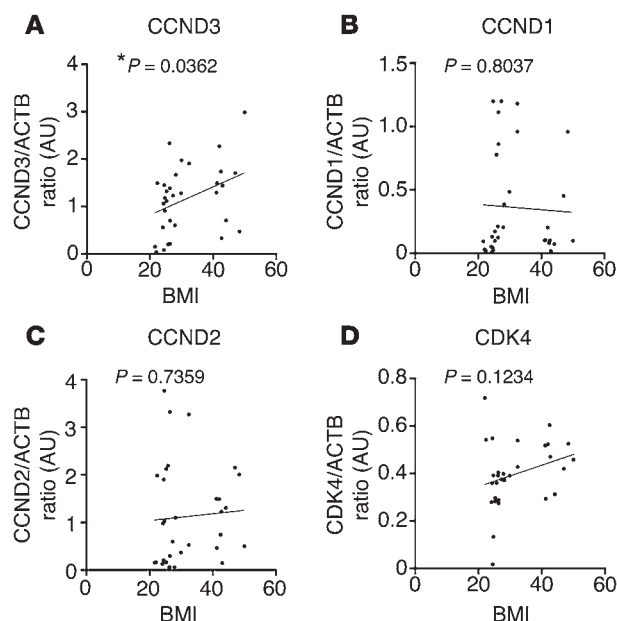 A
CCND3
*P = 0.0362
CCND3/ACTB
ratio (AU)
4
3
2
1
0
0 20 40 60
BMI
B
CCND1
P = 0.8037
CCND1/ACTB
ratio (AU)
1.5
1.0
0.5
0
0 20 40 60
BMI
C
CCND2
P = 0.7359
CCND2/ACTB
ratio (AU)
4
3
2
1
0
0 20 40 60
BMI
D
CDK4
P = 0.1234
CDK4/ACTB
ratio (AU)
0.8
0.6
0.4
0.2
0
0 20 40 60
BMI